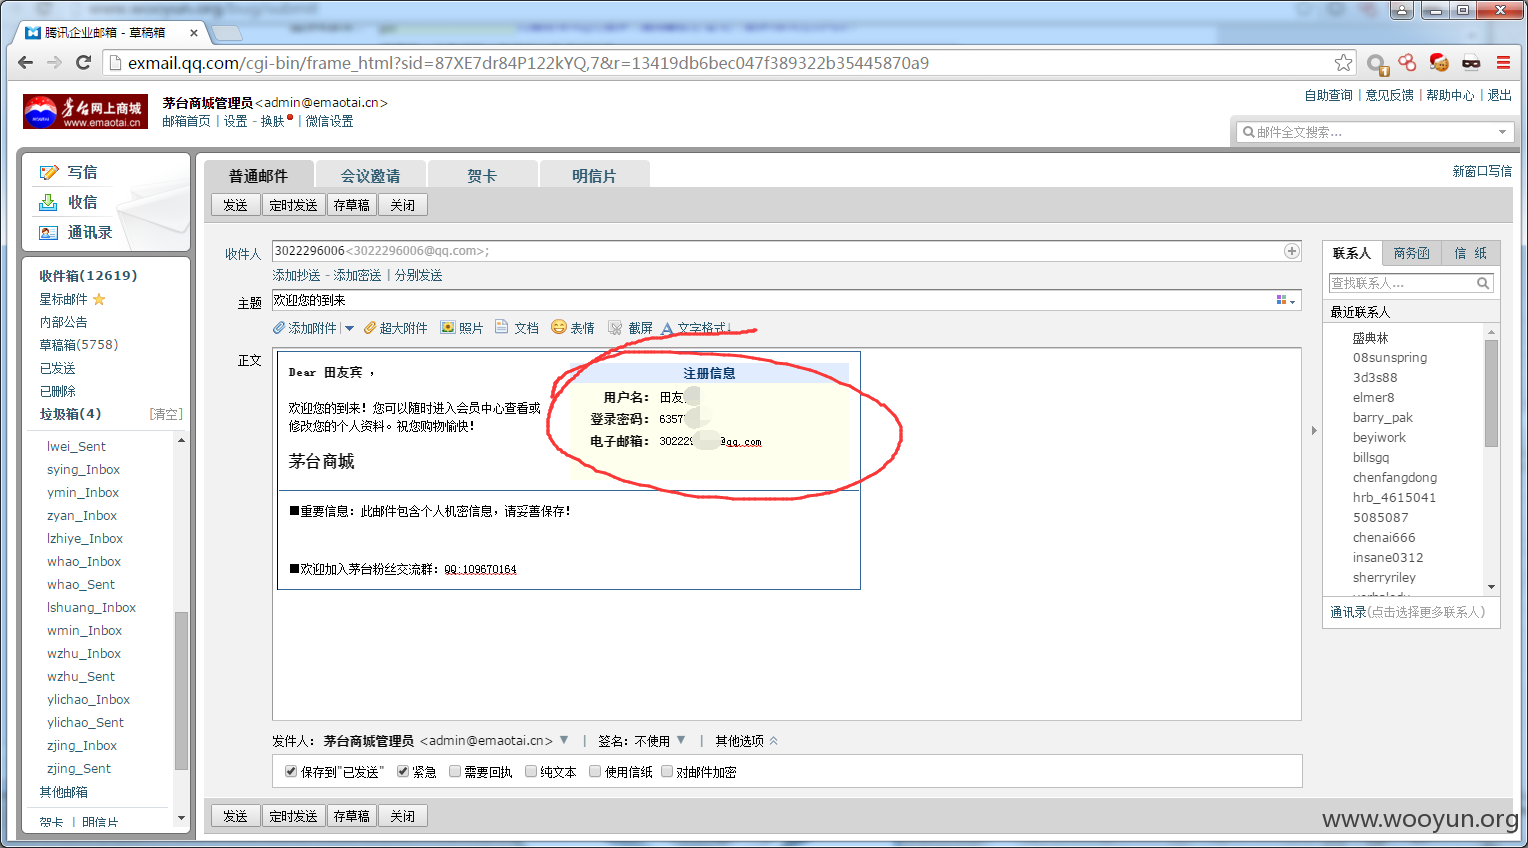 腾讯企业邮箱 - 草稿箱
exmail.qq.com/cgi-bin/frame_html?sid=87XE7dr84P122kYQ,7&r=13419db6bec047f389322b35445870a9
茅台网上商城
www.emaotai.cn
茅台商城管理员<admin@emaotai.cn>
邮箱首页 | 设置 - 换肤 | 微信设置
自助查询 | 意见反馈 | 帮助中心 | 退出
邮件全文搜索...
写信
收信
通讯录
收件箱(12619)
星标邮件
内部公告
草稿箱(5758)
已发送
已删除
垃圾箱(4) [清空]
lwei_Sent
sying_Inbox
ymin_Inbox
zyan_Inbox
lzhiye_Inbox
whao_Inbox
whao_Sent
lshuang_Inbox
wmin_Inbox
wzhu_Inbox
wzhu_Sent
ylichao_Inbox
ylichao_Sent
zjing_Inbox
zjing_Sent
其他邮箱
贺卡 | 明信片
普通邮件 会议邀请 贺卡 明信片
新窗口写信
发送 定时发送 存草稿 关闭
收件人 3022296006<3022296006@qq.com>;
添加抄送 - 添加密送 | 分别发送
主题 欢迎您的到来
添加附件 | 超大附件 照片 文档 表情 截屏 文字格式↓
正文
Dear 田友宾 ，
欢迎您的到来！您可以随时进入会员中心查看或
修改您的个人资料。祝您购物愉快！
茅台商城
注册信息
用户名： 田友
登录密码： 6357
电子邮箱： 30229 @qq.com
■重要信息：此邮件包含个人机密信息，请妥善保存！
■欢迎加入茅台粉丝交流群：QQ:109670164
发件人： 茅台商城管理员 <admin@emaotai.cn> | 签名：不使用 | 其他选项
保存到"已发送" 紧急 需要回执 纯文本 使用信纸 对邮件加密
发送 定时发送 存草稿 关闭
联系人 商务函 信 纸
查找联系人...
最近联系人
盛典林
08sunspring
3d3s88
elmer8
barry_pak
beyiwork
billsgq
chenfangdong
hrb_4615041
5085087
chenai666
insane0312
sherryriley
通讯录(点击选择更多联系人)
www.wooyun.org